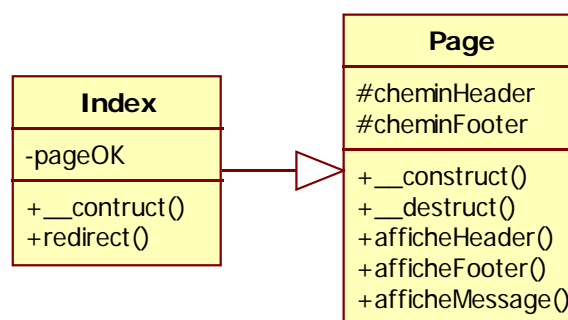 Index
-pageOK
+__contruct()
+redirect()
Page
#cheminHeader
#cheminFooter
+__construct()
+__destruct()
+afficheHeader()
+afficheFooter()
+afficheMessage()